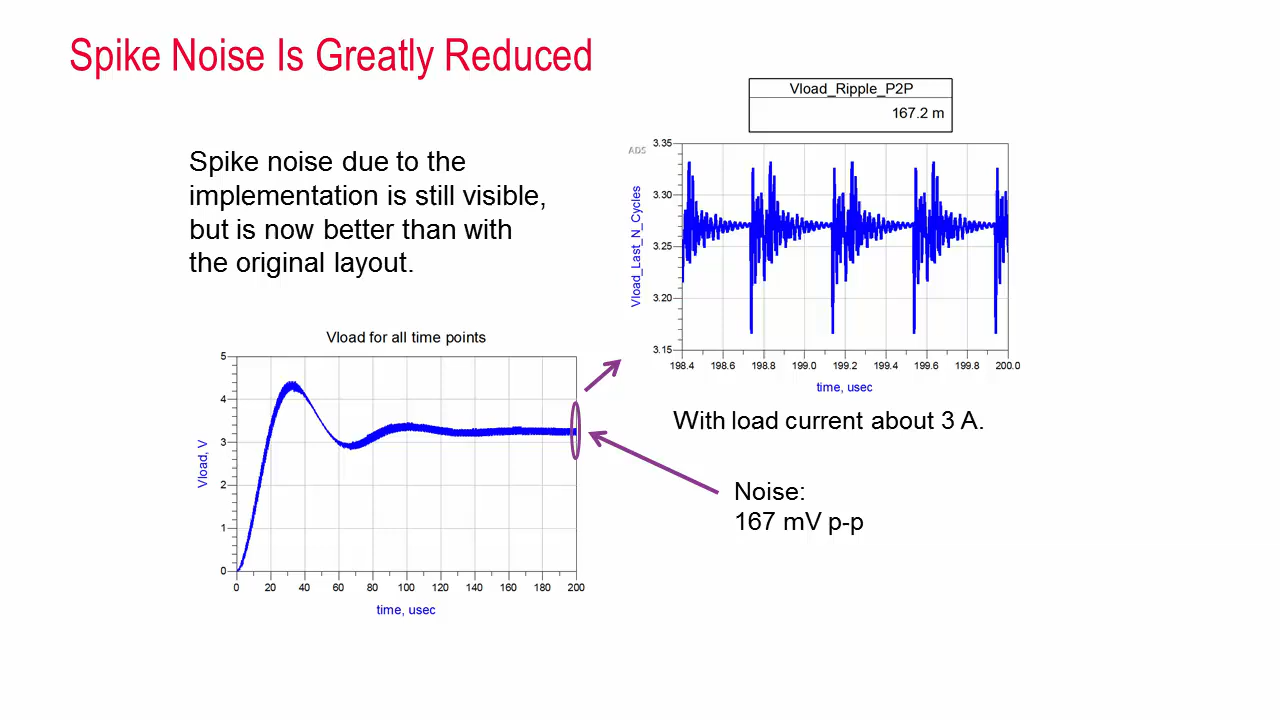 Spike Noise Is Greatly Reduced
Spike noise due to the
implementation is still visible,
but is now better than with
the original layout.
Vload_Ripple_P2P
167.2 m
ADS
3.35
3.30
3.25
3.20
3.15
Vload_Last_N_Cycles
198.4 198.6 198.8 199.0 199.2 199.4 199.6 199.8 200.0
time, usec
With load current about 3 A.
Vload for all time points
5
4
3
2
1
0
Vload, V
0 20 40 60 80 100 120 140 160 180 200
time, usec
Noise:
167 mV p-p